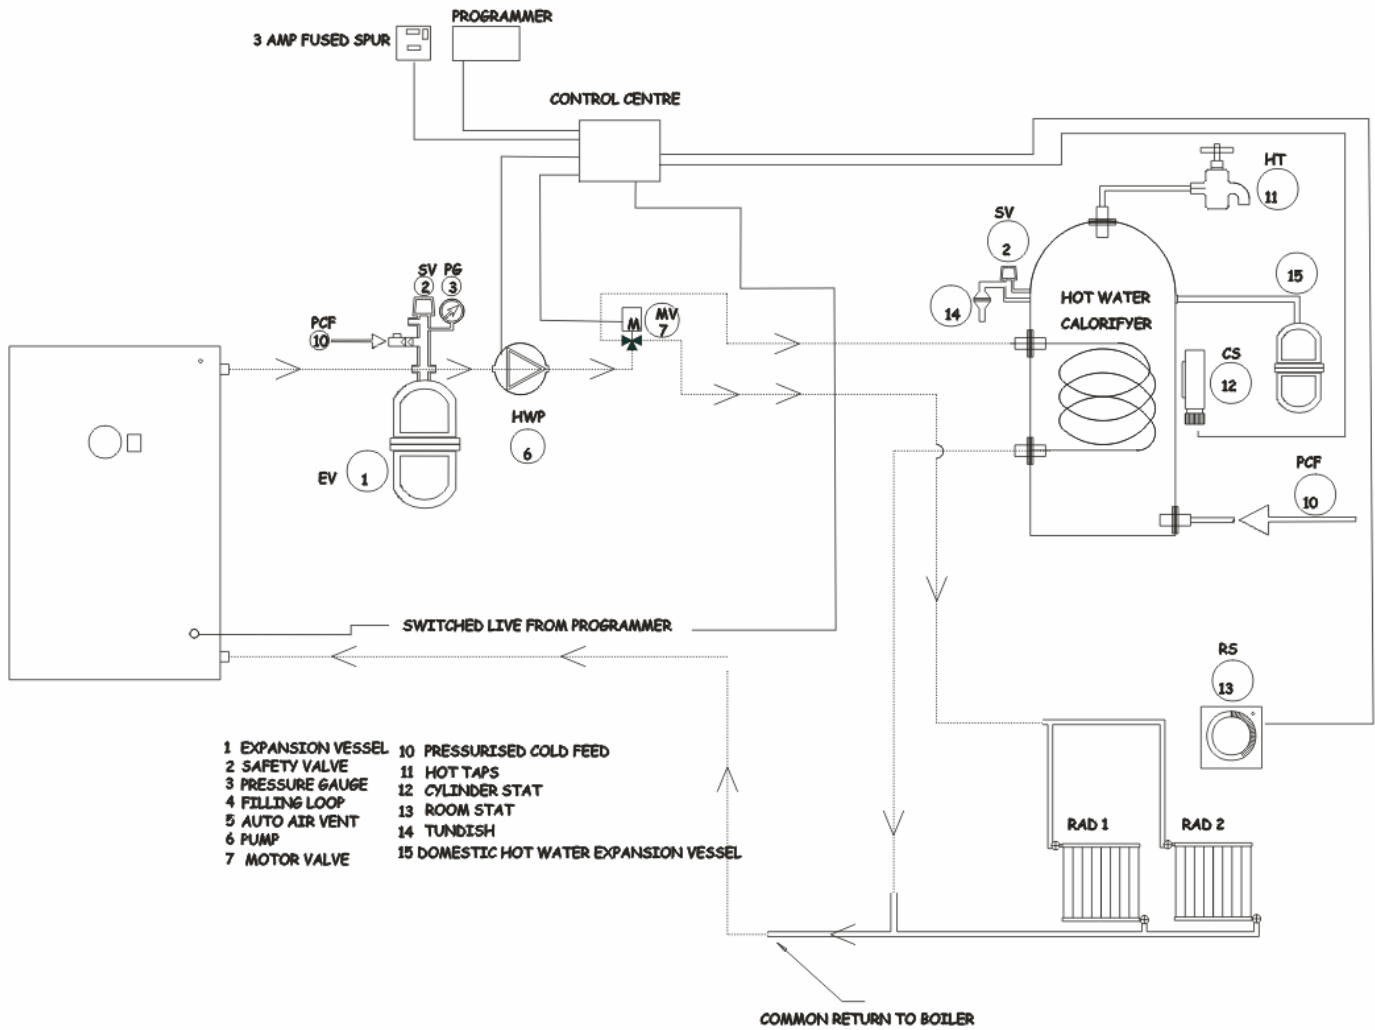 PROGRAMMER
3 AMP FUSED SPUR
CONTROL CENTRE
HT
11
SV
2
15
14
HOT WATER
CALORIFYER
SV PG
2 3
MV
7
M
PCF
10
CS
12
HWP
6
EV 1
PCF
10
SWITCHED LIVE FROM PROGRAMMER
RS
13
1 EXPANSION VESSEL
2 SAFETY VALVE
3 PRESSURE GAUGE
4 FILLING LOOP
5 AUTO AIR VENT
6 PUMP
7 MOTOR VALVE
10 PRESSURISED COLD FEED
11 HOT TAPS
12 CYLINDER STAT
13 ROOM STAT
14 TUNDISH
15 DOMESTIC HOT WATER EXPANSION VESSEL
RAD 1
RAD 2
COMMON RETURN TO BOILER